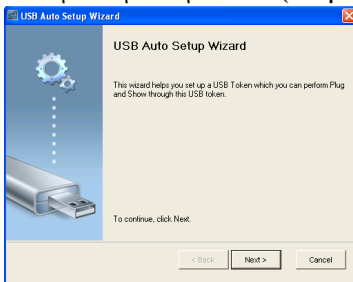 USB Auto Setup Wizard
USB Auto Setup Wizard
This wizard helps you set up a USB Token which you can perform Plug
and Show through this USB token.
To continue, click Next.
< Back
Next >
Cancel